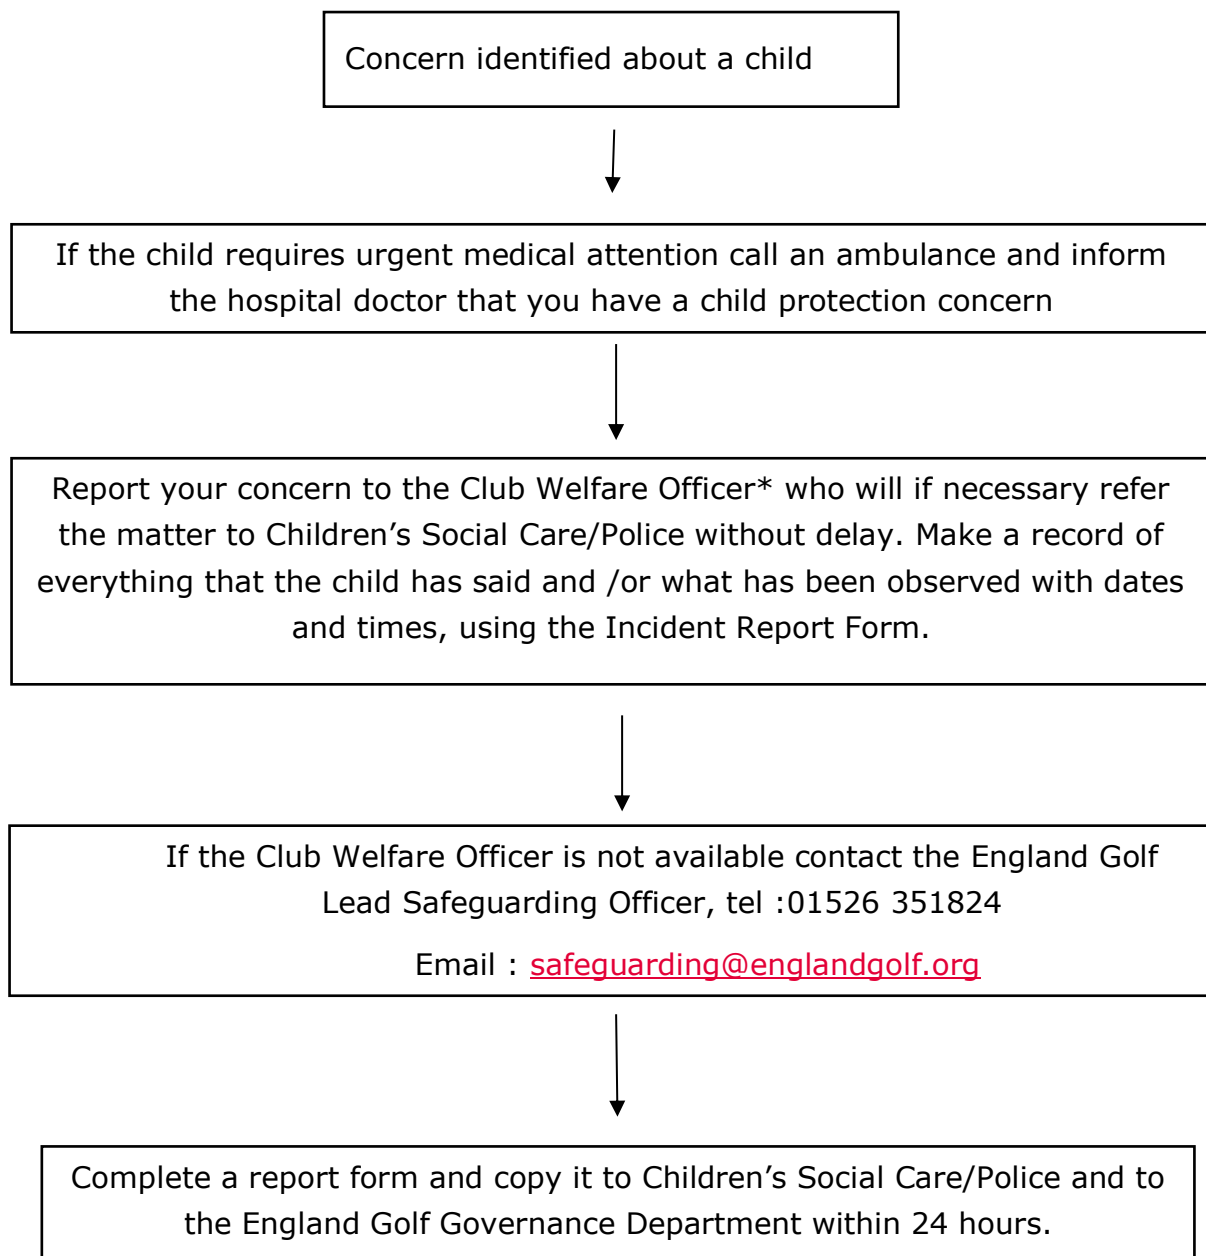 Concern identified about a child
If the child requires urgent medical attention call an ambulance and inform
the hospital doctor that you have a child protection concern
Report your concern to the Club Welfare Officer* who will if necessary refer
the matter to Children’s Social Care/Police without delay. Make a record of
everything that the child has said and /or what has been observed with dates
and times, using the Incident Report Form.
If the Club Welfare Officer is not available contact the England Golf
Lead Safeguarding Officer, tel :01526 351824
Email : safeguarding@englandgolf.org
Complete a report form and copy it to Children’s Social Care/Police and to
the England Golf Governance Department within 24 hours.